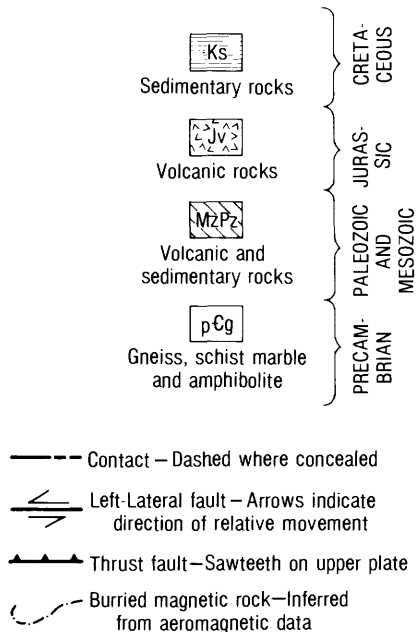 Ks
Sedimentary rocks
CRETA-
CEOUS
Jv
Volcanic rocks
JURAS-
SIC
MzPz
Volcanic and
sedimentary rocks
PALEOZOIC
AND
MESOZOIC
p-Cg
Gneiss, schist marble
and amphibolite
PRECAM-
BRIAN
Contact — Dashed where concealed
Left-Lateral fault — Arrows indicate
direction of relative movement
Thrust fault—Sawteeth on upper plate
Burried magnetic rock—Inferred
from aeromagnetic data